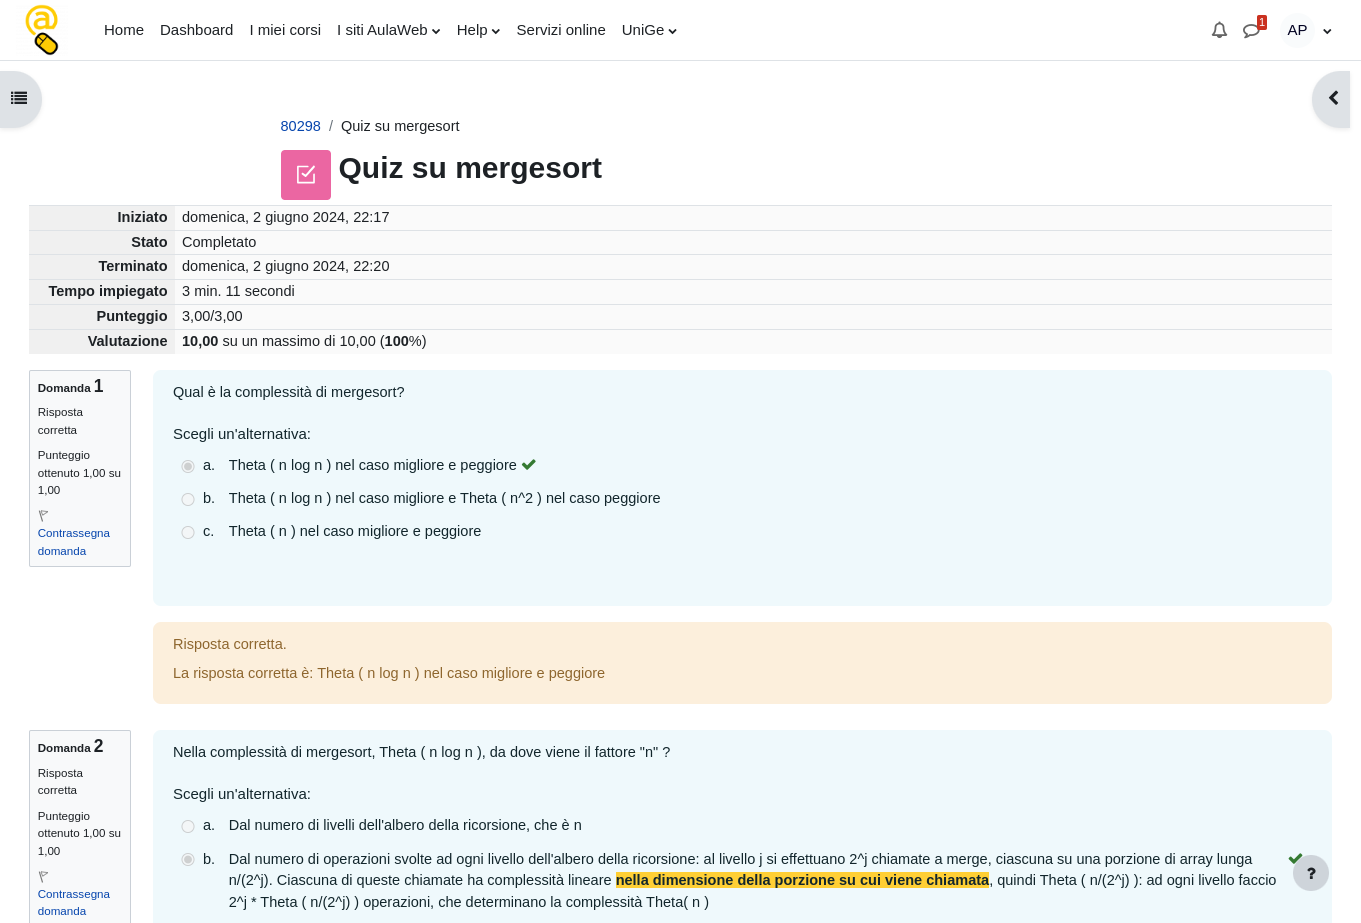 Home Dashboard I miei corsi I siti AulaWeb Help Servizi online UniGe 1 AP
80298 / Quiz su mergesort
Quiz su mergesort
Iniziato domenica, 2 giugno 2024, 22:17
Stato Completato
Terminato domenica, 2 giugno 2024, 22:20
Tempo impiegato 3 min. 11 secondi
Punteggio 3,00/3,00
Valutazione 10,00 su un massimo di 10,00 (100%)
Domanda 1
Risposta
corretta
Punteggio
ottenuto 1,00 su
1,00
Contrassegna
domanda
Qual è la complessità di mergesort?
Scegli un'alternativa:
a. Theta ( n log n ) nel caso migliore e peggiore
b. Theta ( n log n ) nel caso migliore e Theta ( n^2 ) nel caso peggiore
c. Theta ( n ) nel caso migliore e peggiore
Risposta corretta.
La risposta corretta è: Theta ( n log n ) nel caso migliore e peggiore
Domanda 2
Risposta
corretta
Punteggio
ottenuto 1,00 su
1,00
Contrassegna
domanda
Nella complessità di mergesort, Theta ( n log n ), da dove viene il fattore "n" ?
Scegli un'alternativa:
a. Dal numero di livelli dell'albero della ricorsione, che è n
b. Dal numero di operazioni svolte ad ogni livello dell'albero della ricorsione: al livello j si effettuano 2^j chiamate a merge, ciascuna su una porzione di array lunga
n/(2^j). Ciascuna di queste chiamate ha complessità lineare nella dimensione della porzione su cui viene chiamata, quindi Theta ( n/(2^j) ): ad ogni livello faccio
2^j * Theta ( n/(2^j) ) operazioni, che determinano la complessità Theta( n )
?